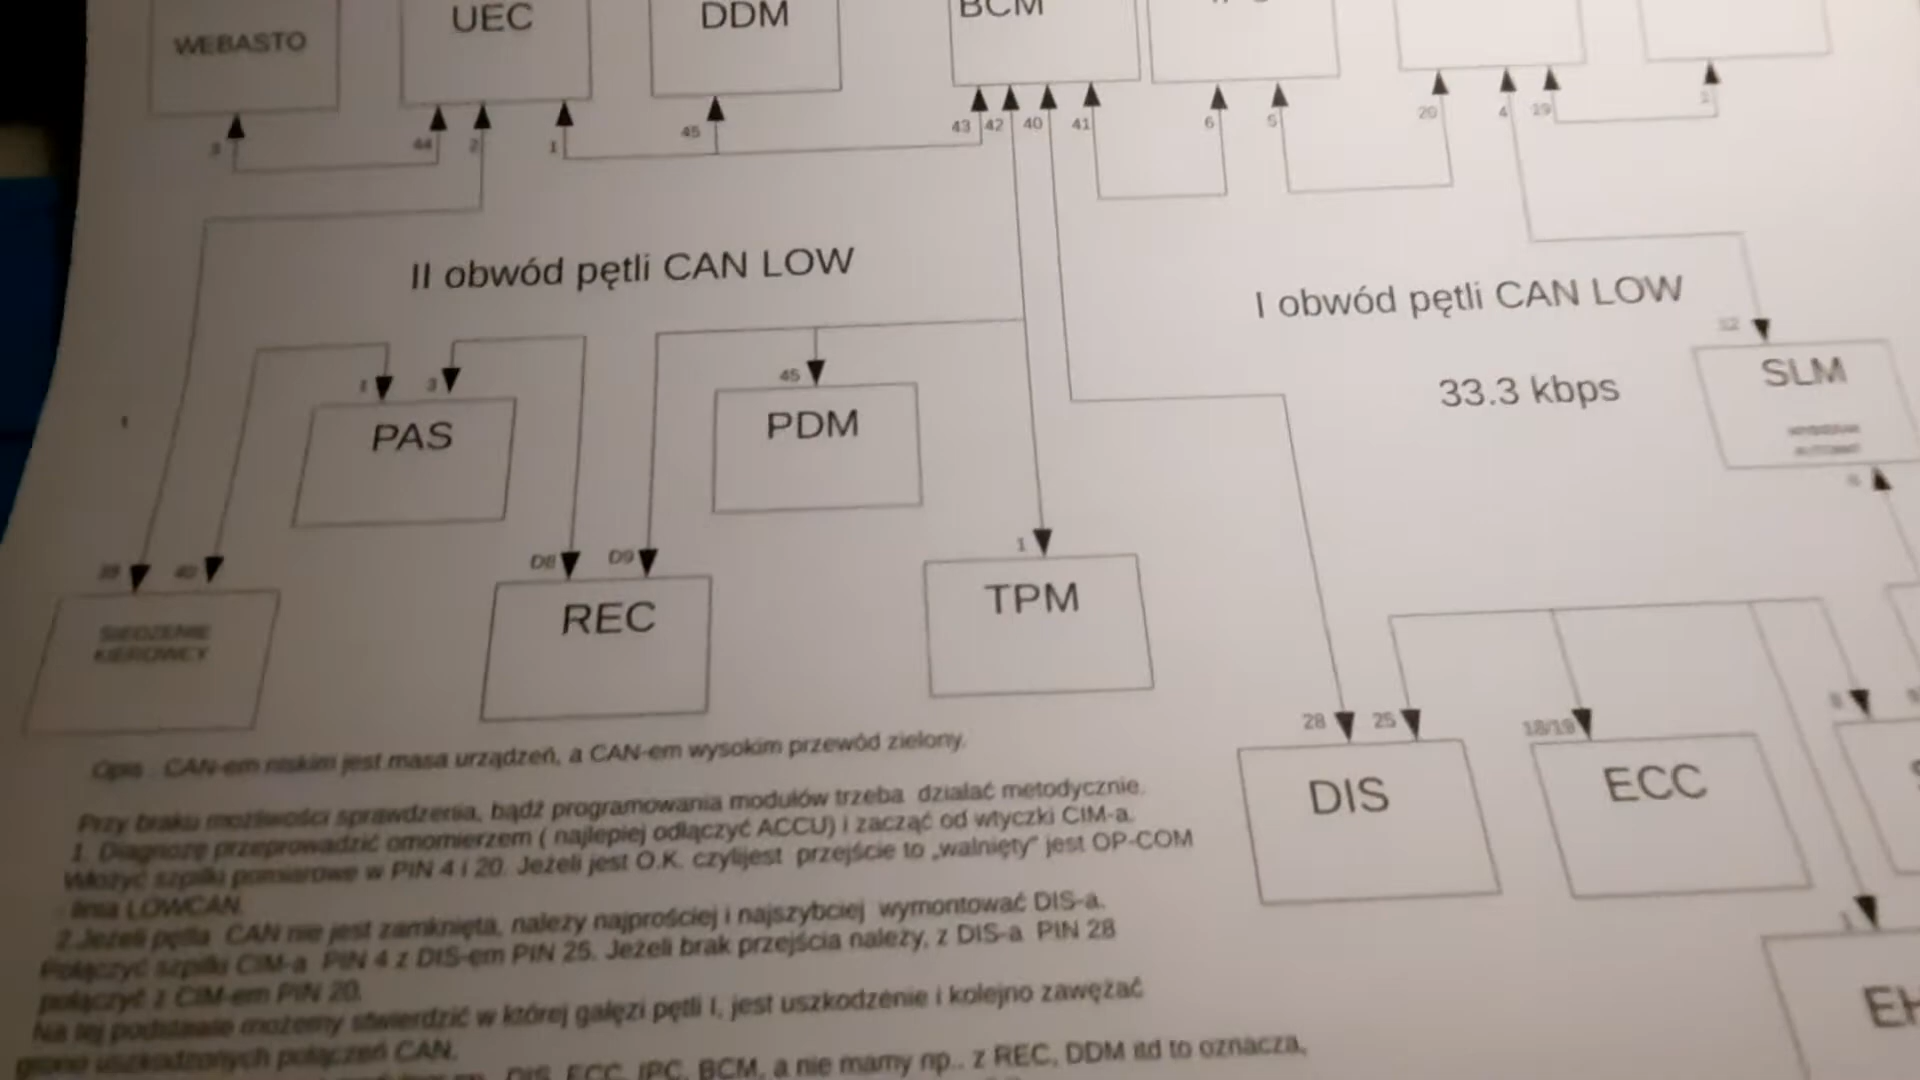 WEBASTO
UEC
DDM
BCM
44
2
1
45
43 42 40 41
6
5
20
4
19
II obwód pętli CAN LOW
I obwód pętli CAN LOW
33.3 kbps
12
SLM
3
PAS
45
PDM
D8
D9
REC
1
TPM
40
SIEDZENIE
KIEROWCY
28
25
18/19
DIS
ECC
Opis : CAN-em niskim jest masa urządzeń, a CAN-em wysokim przewód zielony.
Przy braku możliwości sprawdzenia, bądź programowania modułów trzeba działać metodycznie.
1. Diagnozę przeprowadzić omomierzem ( najlepiej odłączyć ACCU) i zacząć od wtyczki CIM-a.
Włożyć szpilki pomiarowe w PIN 4 i 20. Jeżeli jest O.K. czylijest przejście to „walnięty" jest OP-COM
- linia LOWCAN.
2.Jeżeli pętla CAN nie jest zamknięta, należy najprościej i najszybciej wymontować DIS-a.
Połączyć szpilki CIM-a PIN 4 z DIS-em PIN 25. Jeżeli brak przejścia należy, z DIS-a PIN 28
połączyć z CIM-em PIN 20.
Na tej podstawie możemy stwierdzić w której gałęzi pętli I, jest uszkodzenie i kolejno zawężać
grono uszkodzonych połączeń CAN.
DIS, ECC, IPC, BCM, a nie mamy np.. z REC, DDM itd to oznacza,